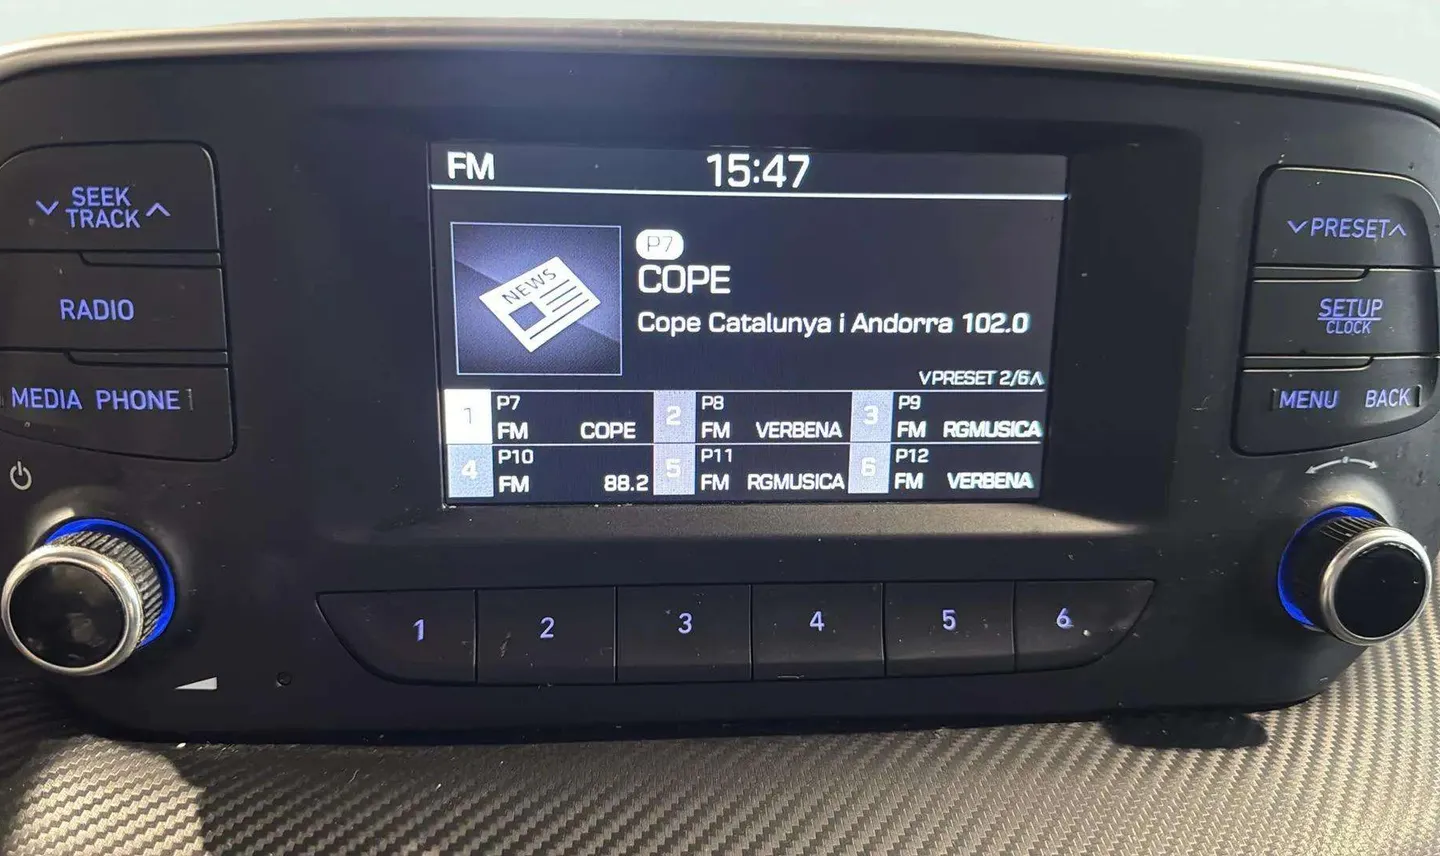 FM 15:47
SEEK
TRACK
RADIO
MEDIA PHONE
NEWS
P7
COPE
Cope Catalunya i Andorra 102.0
PRESET 2/6
1 P7 FM COPE
2 P8 FM VERBENA
3 P9 FM RGMUSICA
4 P10 FM 88.2
5 P11 FM RGMUSICA
6 P12 FM VERBENA
PRESET
SETUP
CLOCK
MENU BACK
1 2 3 4 5 6